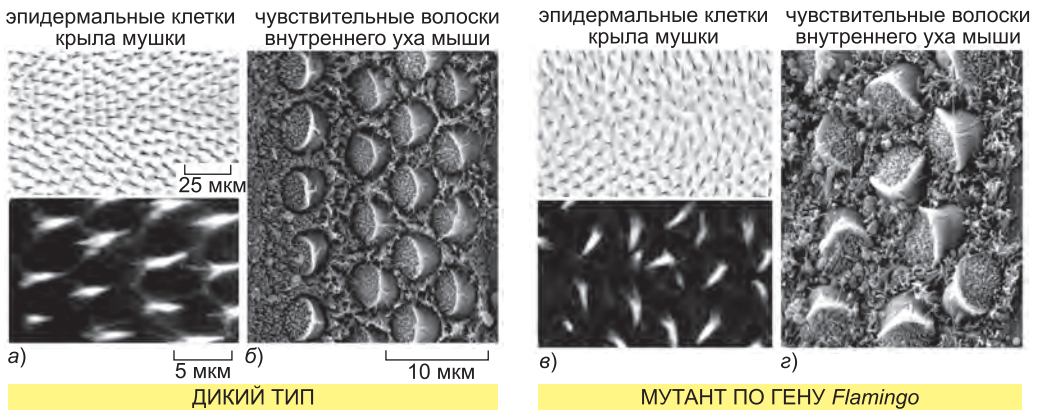 эпидермальные клетки
крыла мушки
чувствительные волоски
внутреннего уха мыши
25 мкм
а)
5 мкм
б)
10 мкм
ДИКИЙ ТИП
эпидермальные клетки
крыла мушки
чувствительные волоски
внутреннего уха мыши
в)
г)
МУТАНТ ПО ГЕНУ Flamingo